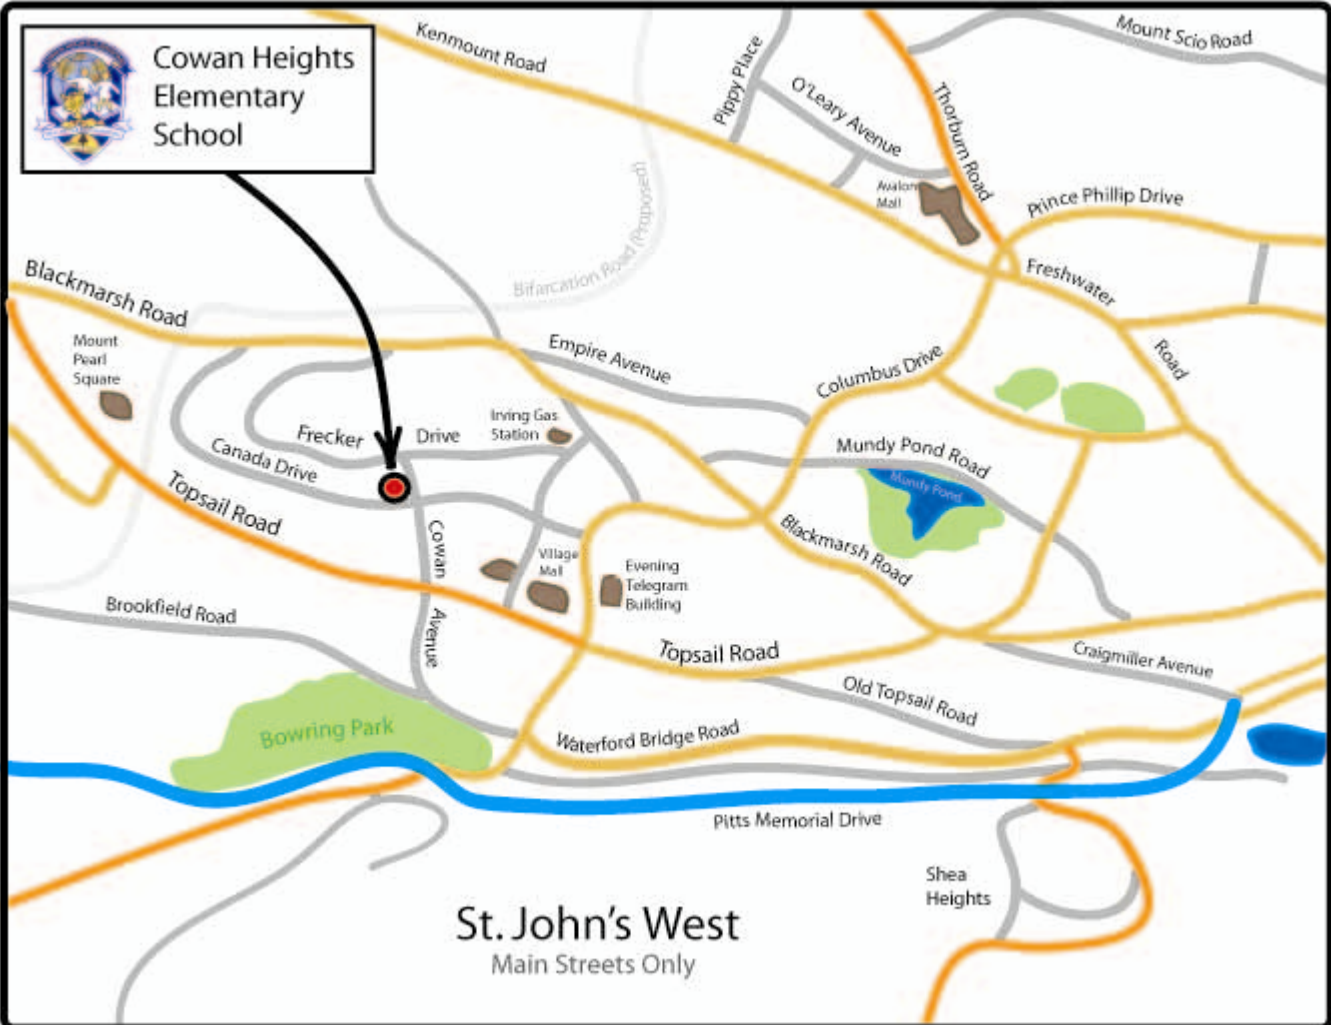 Cowan Heights
Elementary
School
Kenmount Road
Pippy Place
O'Leary Avenue
Mount Scio Road
Thorburn Road
Avalon
Mall
Prince Phillip Drive
Freshwater
Road
Bifarcation Road (Proposed)
Blackmarsh Road
Mount
Pearl
Square
Empire Avenue
Columbus Drive
Irving Gas
Station
Frecker
Drive
Canada Drive
Mundy Pond Road
Mundy Pond
Topsail Road
Cowan
Avenue
Blackmarsh Road
Village
Mall
Evening
Telegram
Building
Brookfield Road
Topsail Road
Craigmiller Avenue
Old Topsail Road
Bowring Park
Waterford Bridge Road
Pitts Memorial Drive
Shea
Heights
St. John's West
Main Streets Only